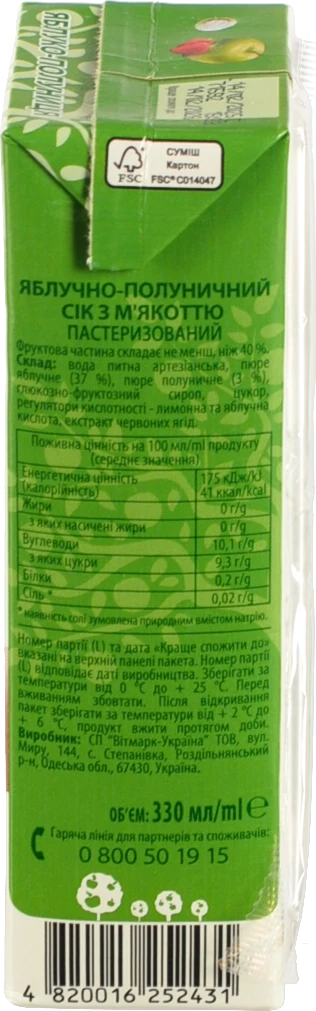 ЯБЛУКО-ПОЛУНИЦЯ
СУМІШ
Картон
FSC
FSC® C014047
ЯБЛУЧНО-ПОЛУНИЧНИЙ
СІК З М'ЯКОТТЮ
ПАСТЕРИЗОВАНИЙ
Фруктова частина складає не менш, ніж 40 %.
Склад: вода питна артезіанська, пюре
яблучне (37 %), пюре полуничне (3 %),
глюкозно-фруктозний сироп, цукор,
регулятори кислотності - лимонна та яблучна
кислота, екстракт червоних ягід.
Поживна цінність на 100 мл/ml продукту
(середнє значення)
Енергетична цінність 175 кДж/kJ
(калорійність) 41 ккал/kcal
Жири 0 г/g
з яких насичені жири 0 г/g
Вуглеводи 10,1 г/g
з яких цукри 9,3 г/g
Білки 0,2 г/g
Сіль * 0,02 г/g
* наявність солі зумовлена природним вмістом натрію.
Номер партії (L) та дата «Краще спожити до»
вказані на верхній панелі пакета. Номер партії
(L) відповідає даті виробництва. Зберігати за
температури від 0 °С до + 25 °С. Перед
вживанням збовтати. Після відкривання
пакет зберігати за температури від + 2 °С до
+ 6 °С, продукт вжити протягом доби.
Виробник: СП "Вітмарк-Україна" ТОВ, вул.
Миру, 144, с. Степанівка, Роздільнянський
р-н, Одеська обл., 67430, Україна.
ОБ'ЄМ: 330 мл/ml e
Гаряча лінія для партнерів та споживачів:
0 800 50 19 15
4 820016 252431